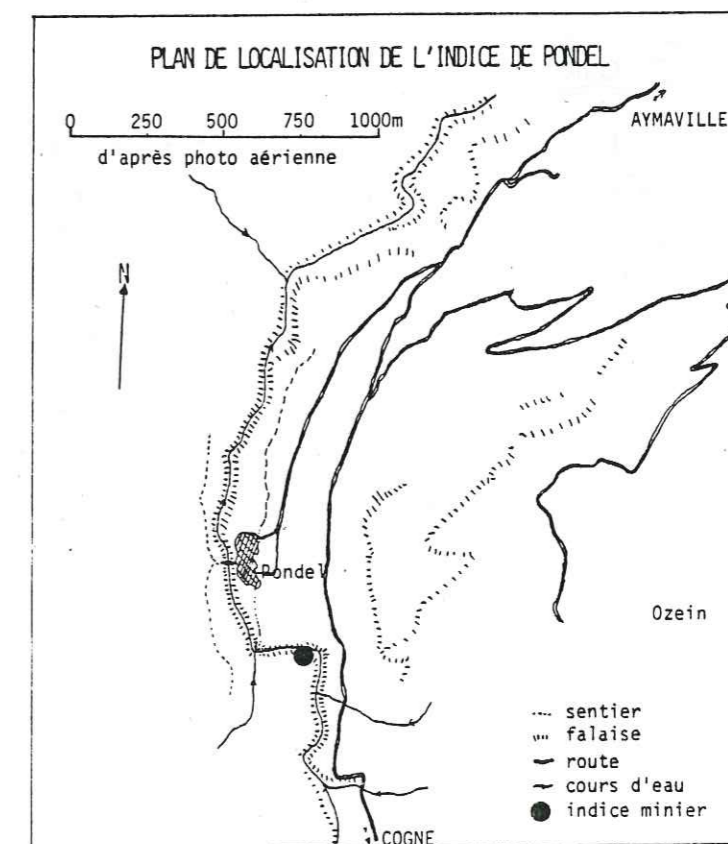 PLAN DE LOCALISATION DE L'INDICE DE PONDEL
0 250 500 750 1000m
AYMAVILLE
d'après photo aérienne
N
Pondel
Ozein
sentier
falaise
route
cours d'eau
indice minier
COGNE